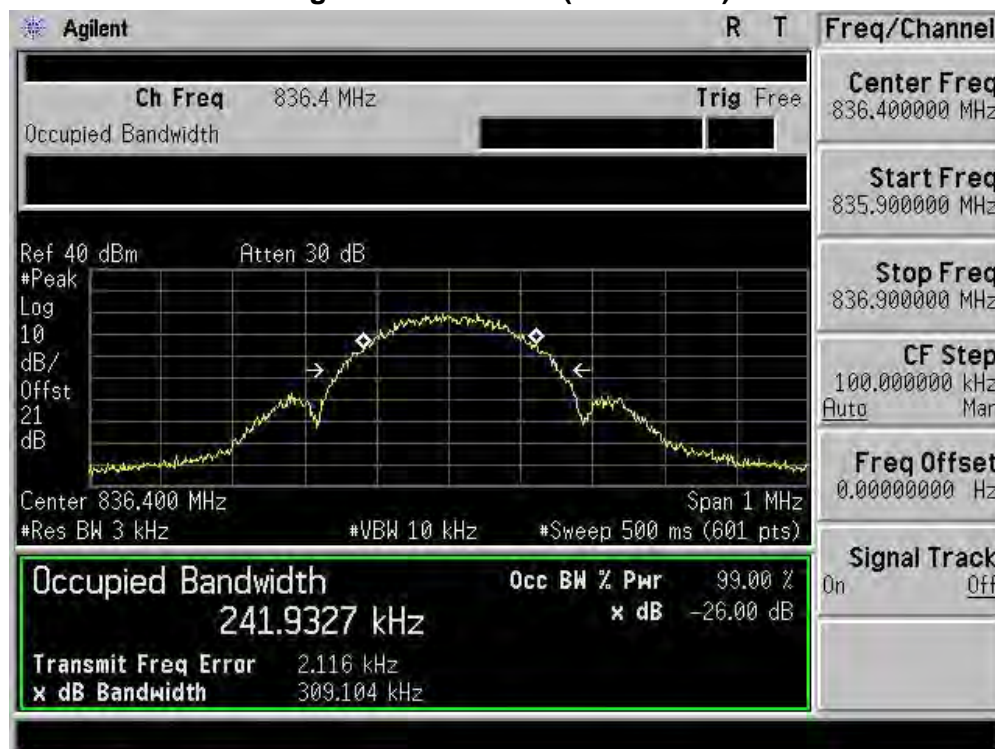 Agilent R T
Freq/Channel
Ch Freq 836.4 MHz Trig Free
Occupied Bandwidth
Center Freq
836.400000 MHz
Start Freq
835.900000 MHz
Stop Freq
836.900000 MHz
CF Step
100.000000 kHz
Auto Man
Freq Offset
0.00000000 Hz
Signal Track
On Off
Ref 40 dBm Atten 30 dB
#Peak
Log
10
dB/
Offst
21
dB
Center 836.400 MHz Span 1 MHz
#Res BW 3 kHz #VBW 10 kHz #Sweep 500 ms (601 pts)
Occupied Bandwidth Occ BW % Pwr 99.00 %
241.9327 kHz x dB -26.00 dB
Transmit Freq Error 2.116 kHz
x dB Bandwidth 309.104 kHz